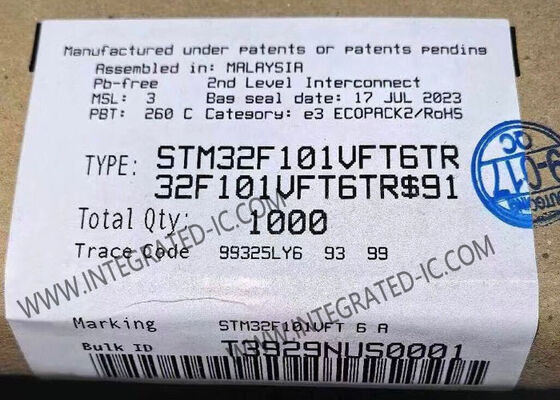 Manufactured under patents or patents pending
Assembled in: MALAYSIA
Pb-free 2nd Level Interconnect
MSL: 3 Bag seal date: 17 JUL 2023
PBT: 260 C Category: e3 ECOPACK2/RoHS
TYPE: STM32F101VFT6TR
32F101VFT6TR$91
Total Qty: 1000
Trace Code 99325LY6 93 99
Marking STM32F101VFT 6 A
Bulk ID T3929NUS0001
WWW.INTEGRATED-IC.COM
WWW.INTEGRATED-IC.COM
QC